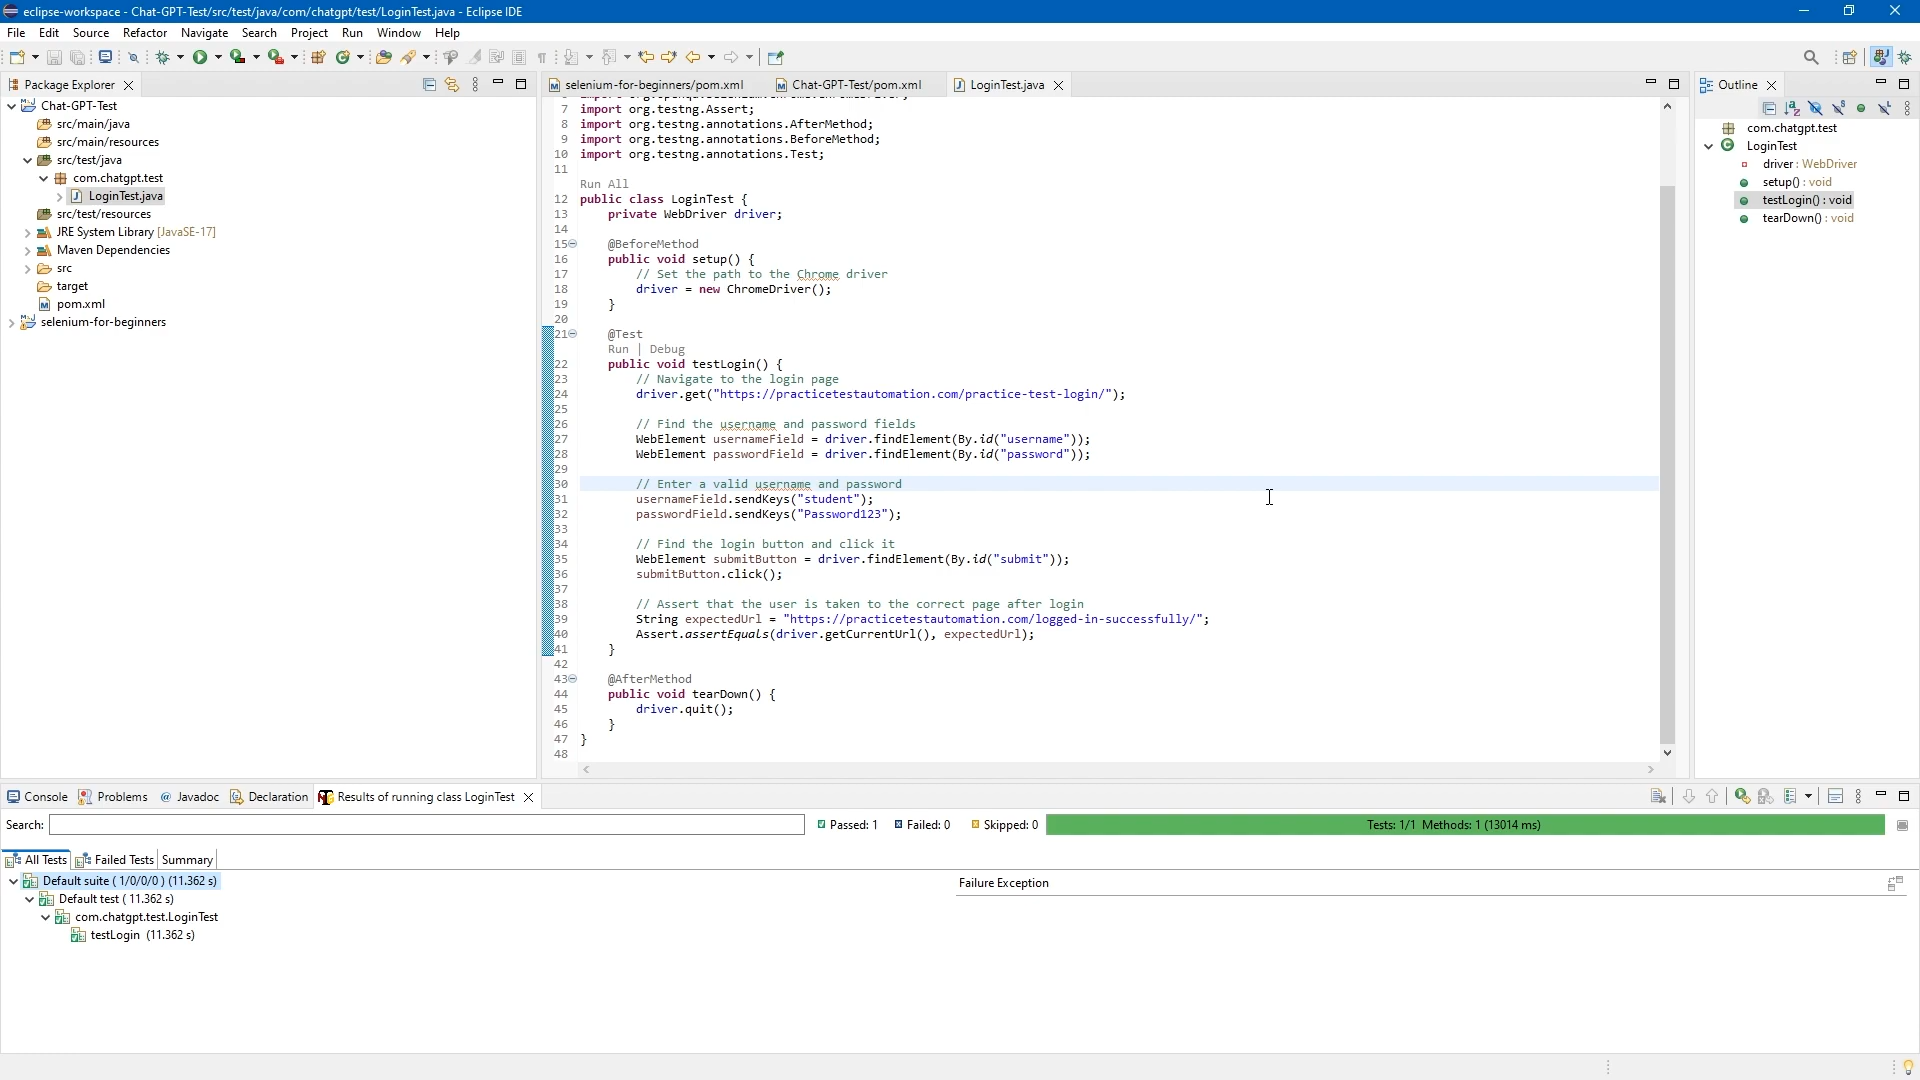 eclipse-workspace - Chat-GPT-Test/src/test/java/com/chatgpt/test/LoginTest.java - Eclipse IDE
File Edit Source Refactor Navigate Search Project Run Window Help
Package Explorer
Chat-GPT-Test
src/main/java
src/main/resources
src/test/java
com.chatgpt.test
LoginTest.java
src/test/resources
JRE System Library [JavaSE-17]
Maven Dependencies
src
target
pom.xml
selenium-for-beginners
selenium-for-beginners/pom.xml Chat-GPT-Test/pom.xml LoginTest.java
7 import org.testng.Assert;
8 import org.testng.annotations.AfterMethod;
9 import org.testng.annotations.BeforeMethod;
10 import org.testng.annotations.Test;
11
Run All
12 public class LoginTest {
13 private WebDriver driver;
14
15 @BeforeMethod
16 public void setup() {
17 // Set the path to the Chrome driver
18 driver = new ChromeDriver();
19 }
20
21 @Test
Run | Debug
22 public void testLogin() {
23 // Navigate to the login page
24 driver.get("https://practicetestautomation.com/practice-test-login/");
25
26 // Find the username and password fields
27 WebElement usernameField = driver.findElement(By.id("username"));
28 WebElement passwordField = driver.findElement(By.id("password"));
29
30 // Enter a valid username and password
31 usernameField.sendKeys("student");
32 passwordField.sendKeys("Password123");
33
34 // Find the login button and click it
35 WebElement submitButton = driver.findElement(By.id("submit"));
36 submitButton.click();
37
38 // Assert that the user is taken to the correct page after login
39 String expectedUrl = "https://practicetestautomation.com/logged-in-successfully/";
40 Assert.assertEquals(driver.getCurrentUrl(), expectedUrl);
41 }
42
43 @AfterMethod
44 public void tearDown() {
45 driver.quit();
46 }
47 }
48
Outline
com.chatgpt.test
LoginTest
driver : WebDriver
setup() : void
testLogin() : void
tearDown() : void
Console Problems @ Javadoc Declaration Results of running class LoginTest
Search: Passed: 1 Failed: 0 Skipped: 0 Tests: 1/1 Methods: 1 (13014 ms)
All Tests Failed Tests Summary
Default suite ( 1/0/0/0 ) (11.362 s)
Default test ( 11.362 s)
com.chatgpt.test.LoginTest
testLogin (11.362 s)
Failure Exception